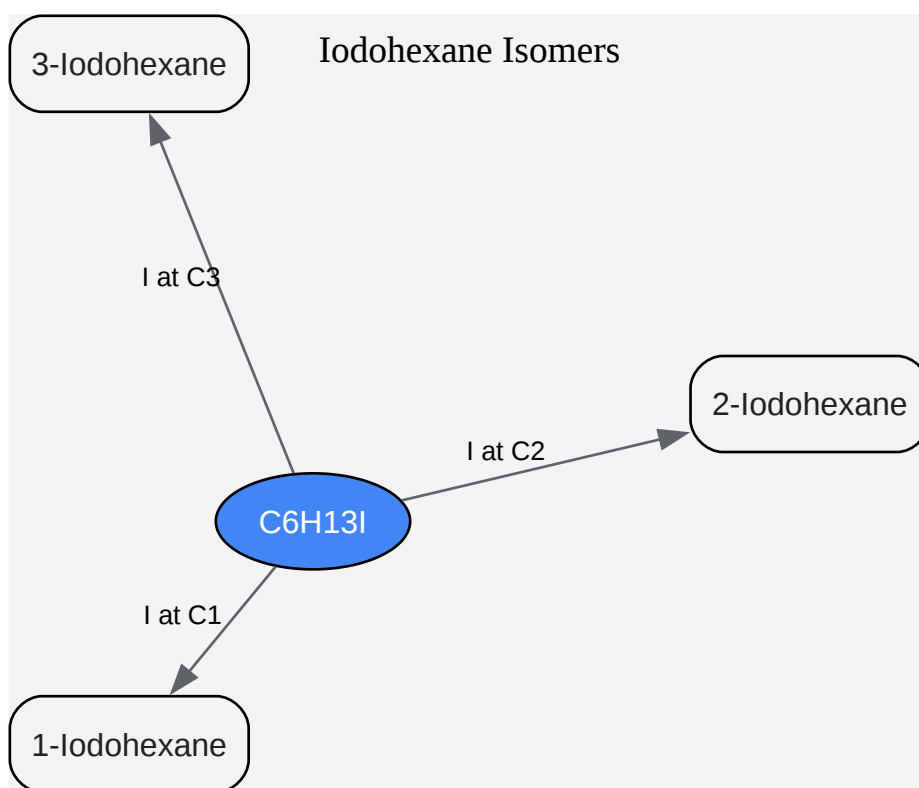 Iodohexane Isomers
3-Iodohexane
I at C3
2-Iodohexane
I at C2
C6H13I
I at C1
1-Iodohexane